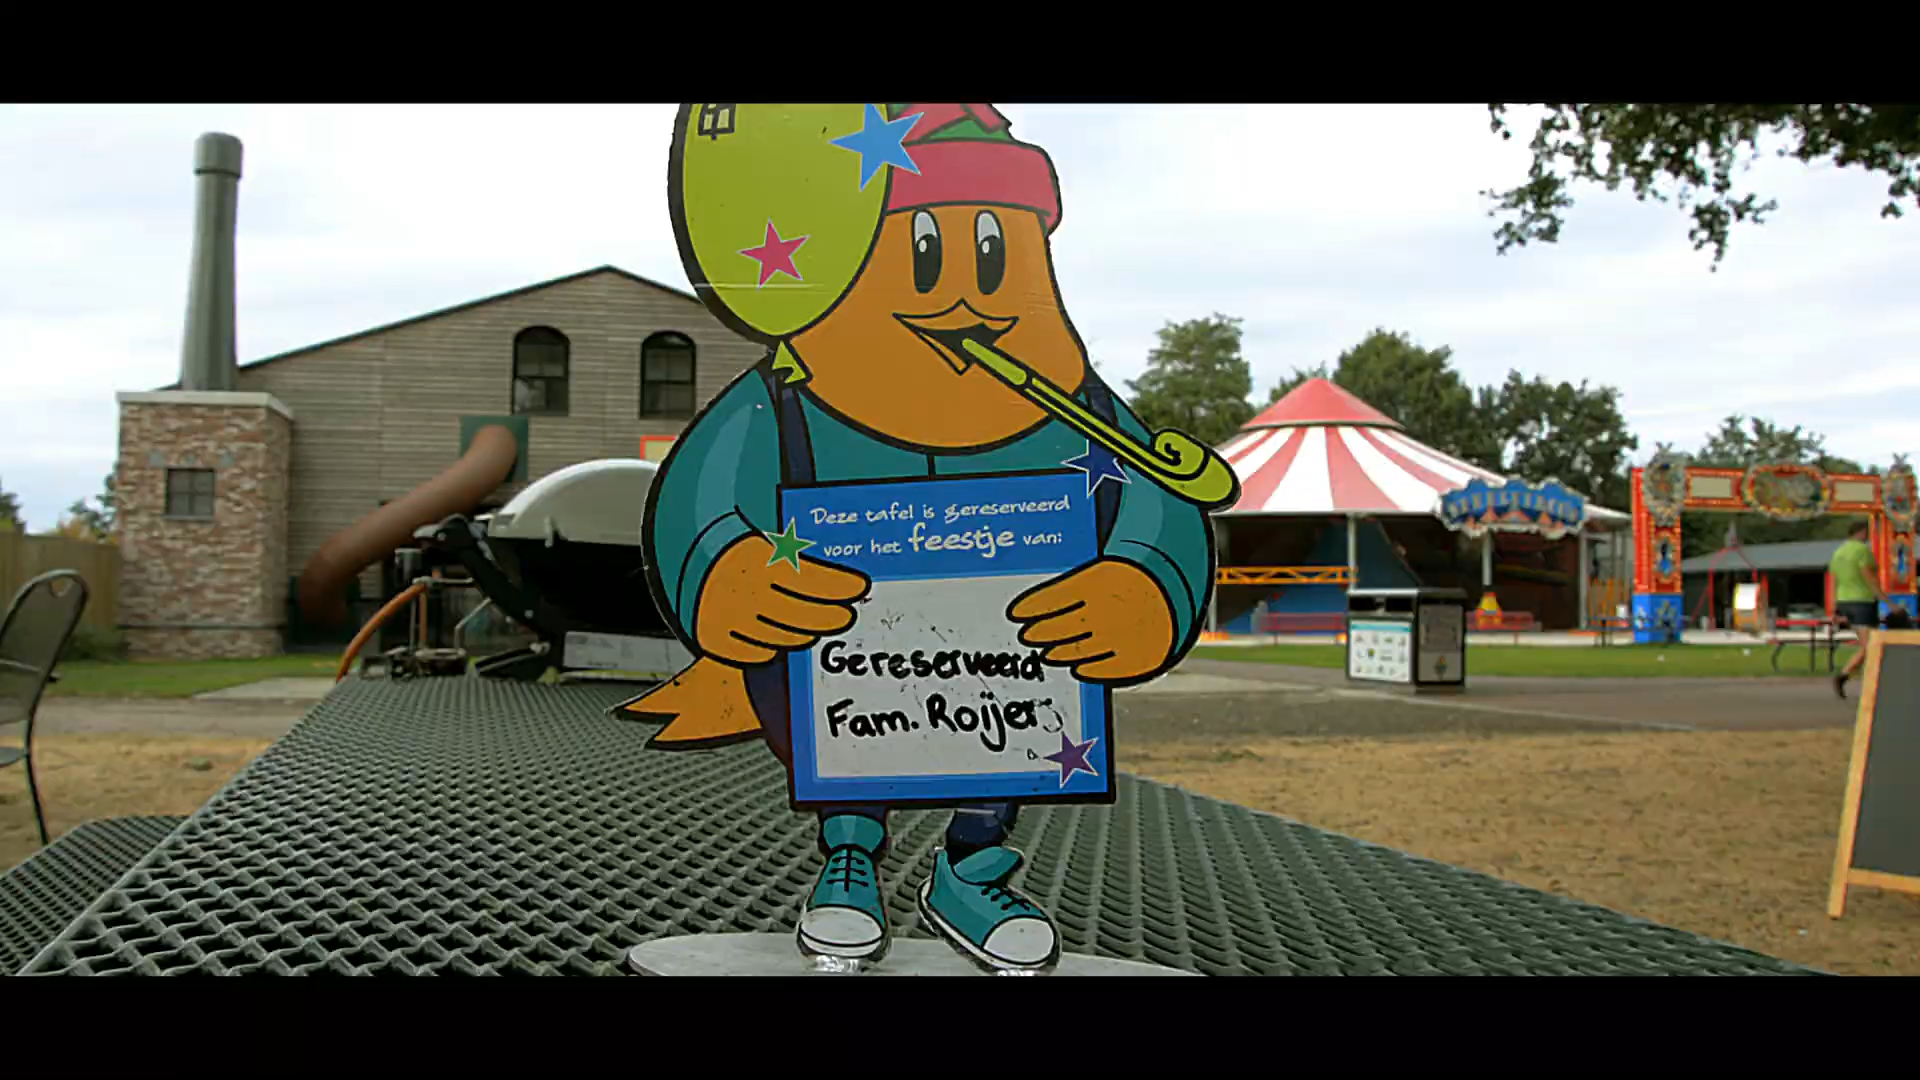 Deze tafel is gereserveerd
voor het feestje van:
Gereserveerd
Fam. Roijers